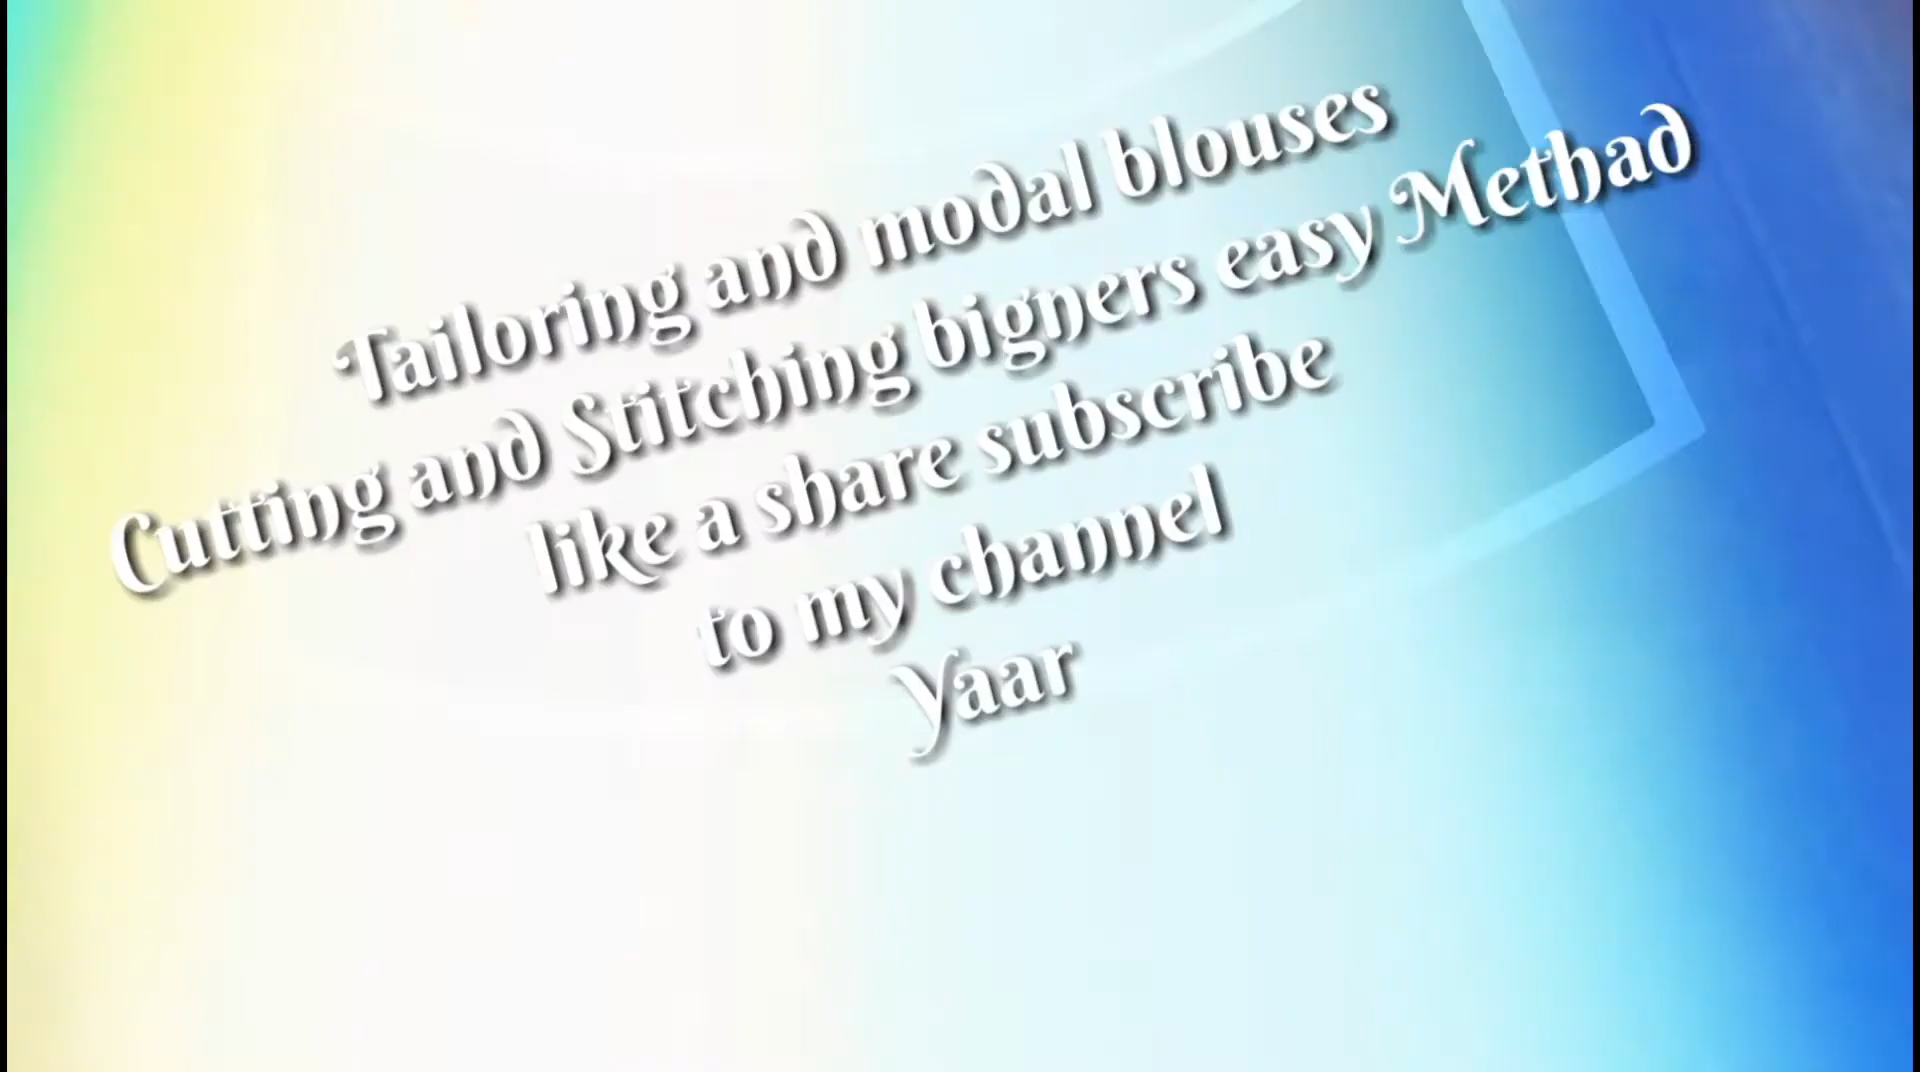 Tailoring and modal blouses
Cutting and Stitching bigners easy Methad
like a share subscribe
to my channel
Yaar